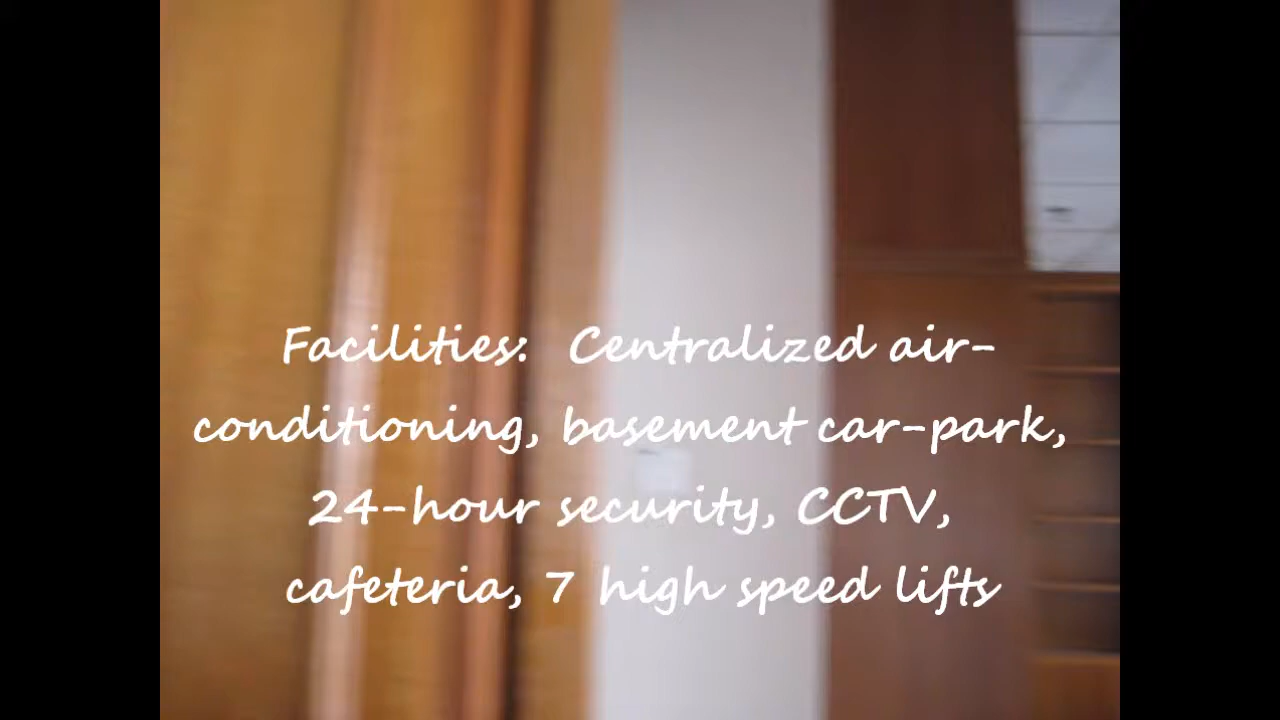 Facilities: Centralized air-
conditioning, basement car-park,
24-hour security, CCTV,
cafeteria, 7 high speed lifts